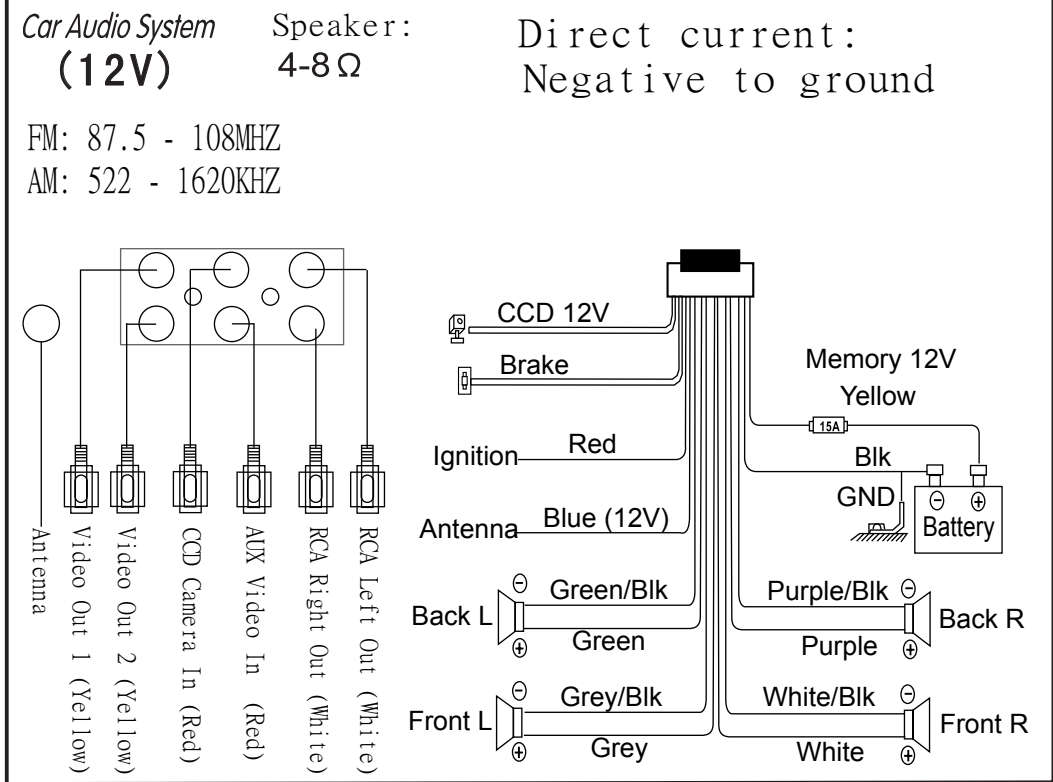 Car Audio System
(12V)
Speaker:
4-8Ω
Direct current:
Negative to ground
FM: 87.5 - 108MHZ
AM: 522 - 1620KHZ
Antenna
Video Out 1 (Yellow)
Video Out 2 (Yellow)
CCD Camera In (Red)
AUX Video In (Red)
RCA Right Out (White)
RCA Left Out (White)
CCD 12V
Brake
Ignition
Red
Antenna
Blue (12V)
Back L
⊖
Green/Blk
Green
⊕
Front L
⊖
Grey/Blk
Grey
⊕
Memory 12V
Yellow
15A
Blk
GND
⊖ ⊕
Battery
Purple/Blk
⊖
Back R
Purple
⊕
White/Blk
⊖
Front R
White
⊕